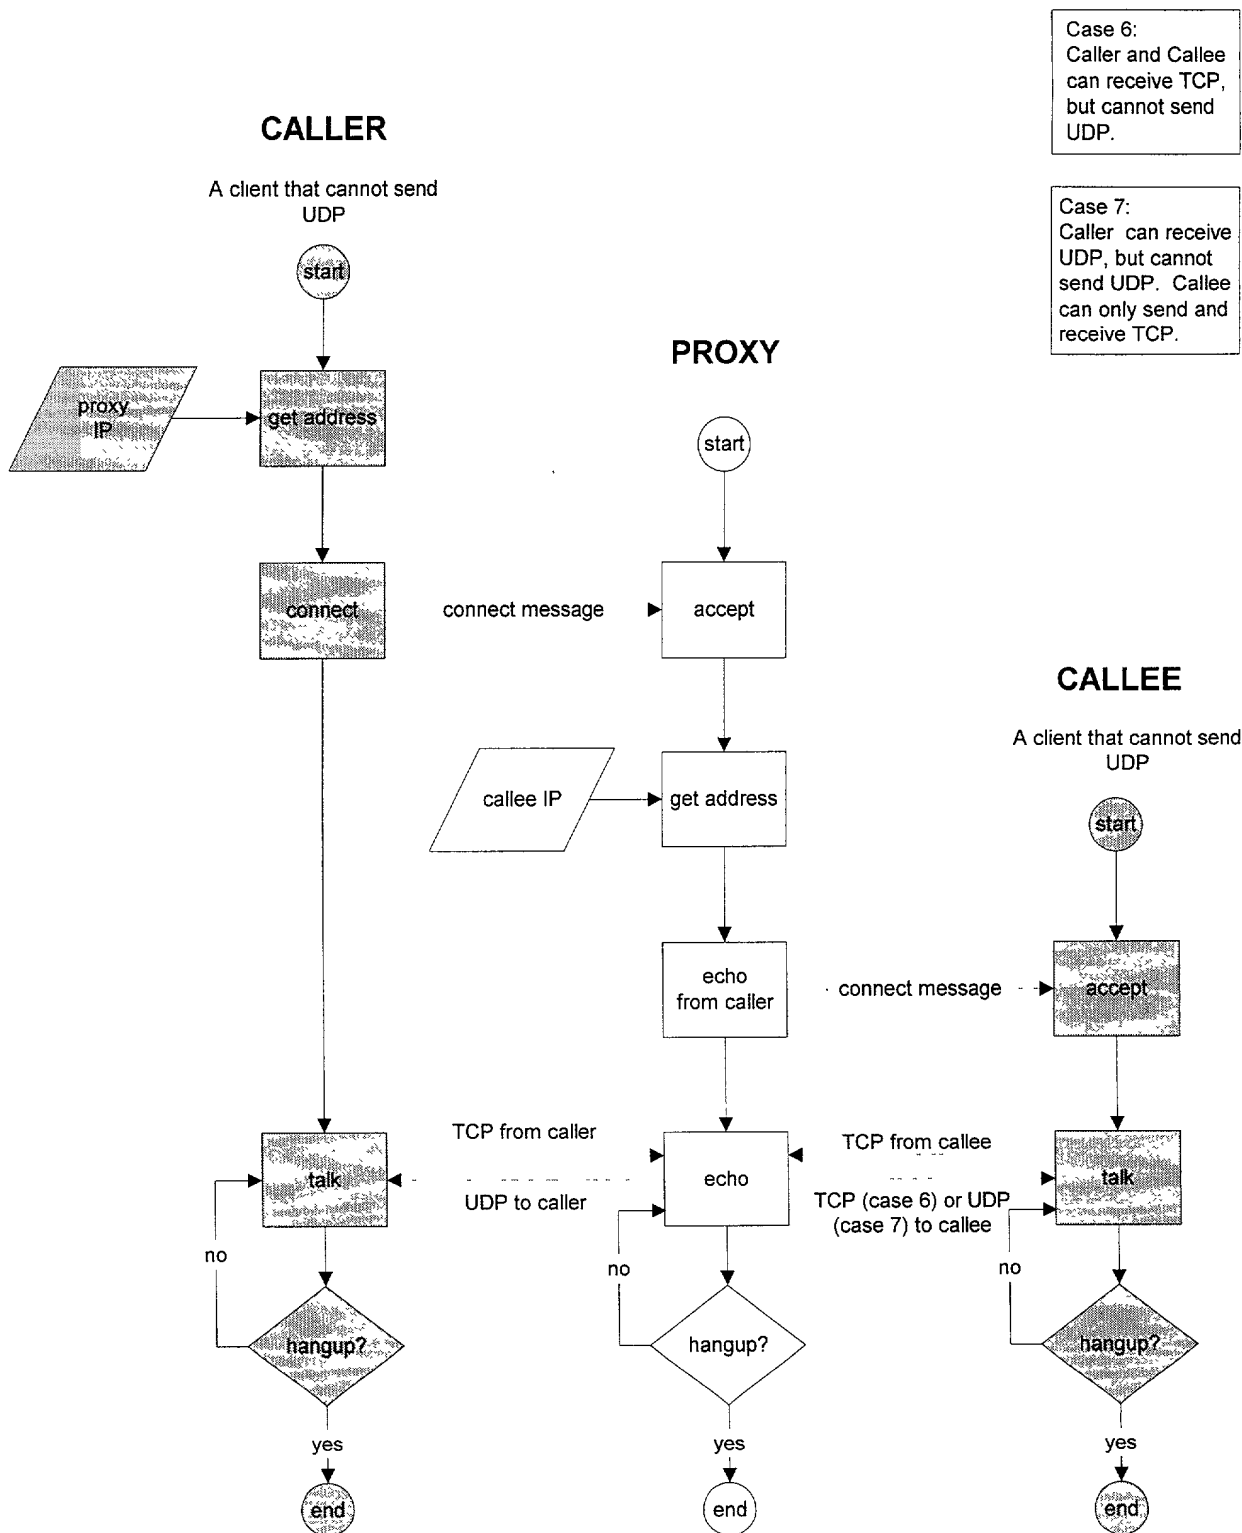 Case 6:
Caller and Callee
can receive TCP,
but cannot send
UDP.
CALLER
A client that cannot send
UDP
Case 7:
Caller can receive
UDP, but cannot
send UDP. Callee
can only send and
receive TCP.
start
PROXY
proxy
IP
get address
start
connect
connect message
accept
CALLEE
A client that cannot send
UDP
callee IP
get address
start
echo
from caller
connect message
accept
TCP from caller
TCP from callee
talk
echo
talk
UDP to caller
TCP (case 6) or UDP
(case 7) to callee
no
no
no
hangup?
hangup?
hangup?
yes
yes
yes
end
end
end